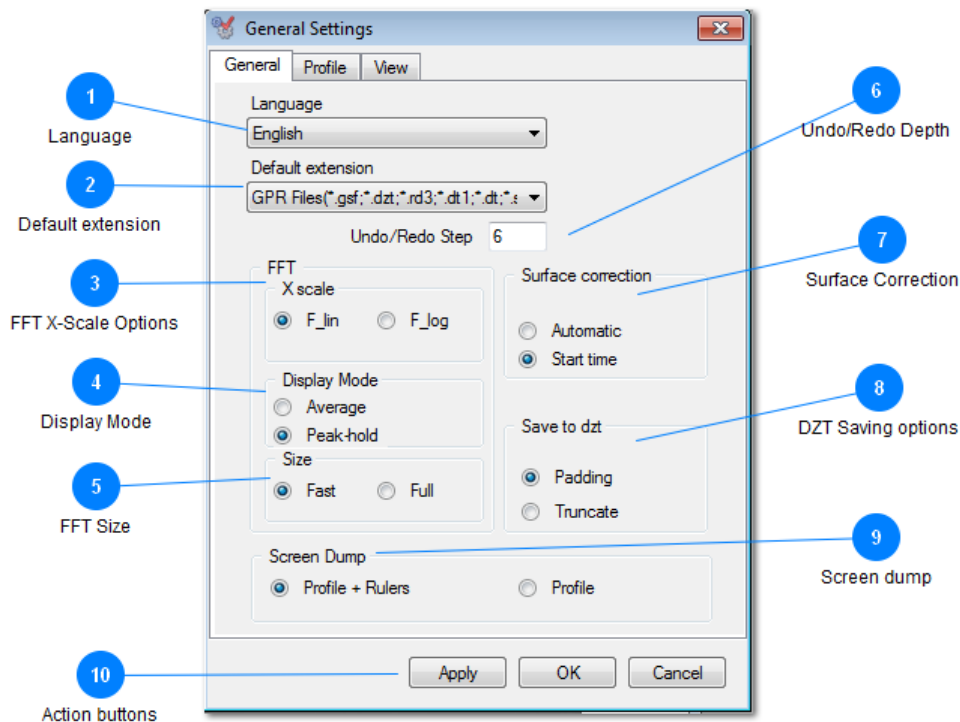 General Settings
General Profile View
1
Language
Language
English
2
Default extension
Default extension
GPR Files(*.gsf;*.dzt;*.rd3;*.dt1;*.dt;*.s
Undo/Redo Step 6
6
Undo/Redo Depth
3
FFT X-Scale Options
FFT
X scale
F_lin F_log
7
Surface Correction
Surface correction
Automatic
Start time
4
Display Mode
Display Mode
Average
Peak-hold
8
DZT Saving options
Save to dzt
Padding
Truncate
5
FFT Size
Size
Fast Full
9
Screen dump
Screen Dump
Profile + Rulers Profile
10
Action buttons
Apply OK Cancel